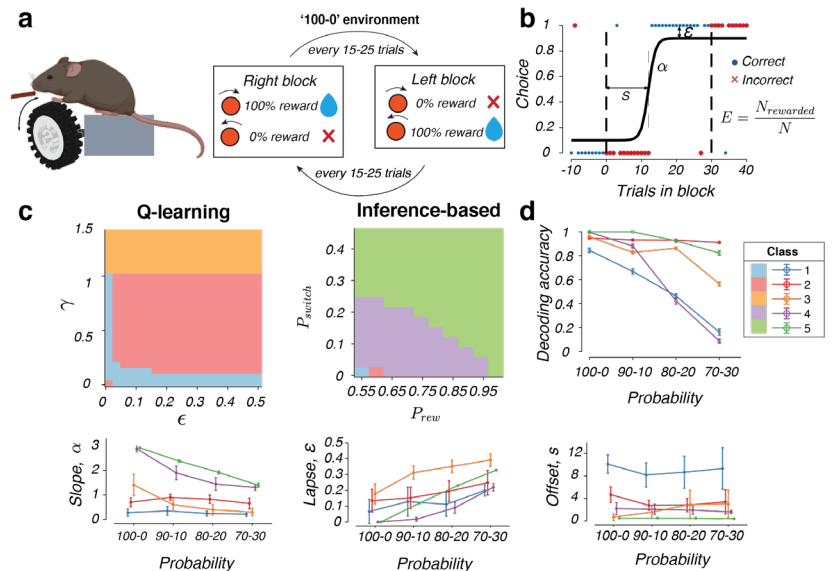 a
'100-0' environment
every 15-25 trials
Right block
100% reward
0% reward
Left block
0% reward
100% reward
every 15-25 trials
b
Choice
1
0.8
0.6
0.4
0.2
0
-10 0 10 20 30 40
Trials in block
s
α
ε
Correct
Incorrect
E = N_rewarded / N
c
Q-learning
γ
1.5
1
0.5
0
0 0.1 0.2 0.3 0.4 0.5
ϵ
Inference-based
P_switch
0.4
0.3
0.2
0.1
0
0.55 0.65 0.75 0.85 0.95
P_rew
d
Decoding accuracy
1
0.8
0.6
0.4
0.2
0
100-0 90-10 80-20 70-30
Probability
Class
1
2
3
4
5
Slope, α
3
2
1
0
100-0 90-10 80-20 70-30
Probability
Lapse, ε
0.5
0.4
0.3
0.2
0.1
0
100-0 90-10 80-20 70-30
Probability
Offset, s
12
8
4
0
100-0 90-10 80-20 70-30
Probability